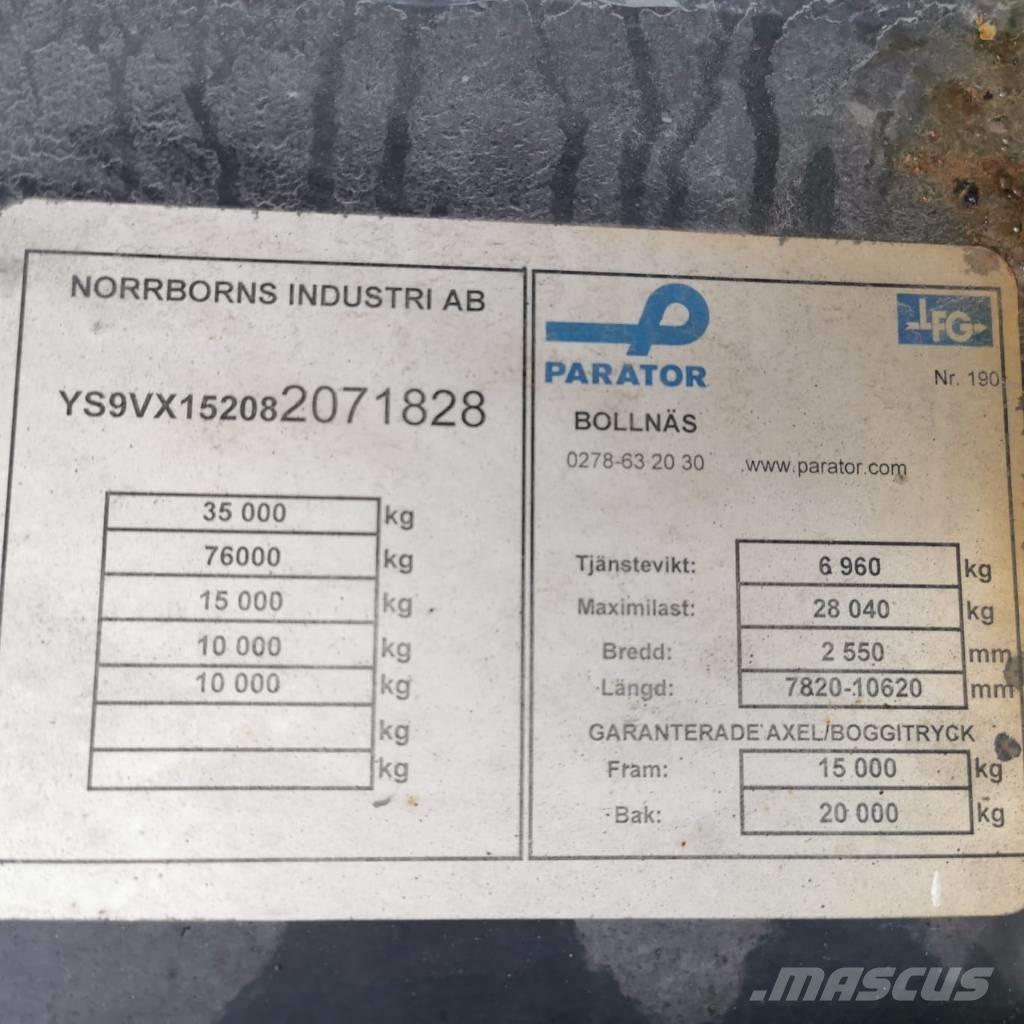 NORRBORNS INDUSTRI AB
YS9VX152082071828
35 000 kg
76000 kg
15 000 kg
10 000 kg
10 000 kg
kg
kg
PARATOR
LFG
Nr. 190
BOLLNÄS
0278-63 20 30 www.parator.com
Tjänstevikt: 6 960 kg
Maximilast: 28 040 kg
Bredd: 2 550 mm
Längd: 7820-10620 mm
GARANTERADE AXEL/BOGGITRYCK
Fram: 15 000 kg
Bak: 20 000 kg
.MASCUS